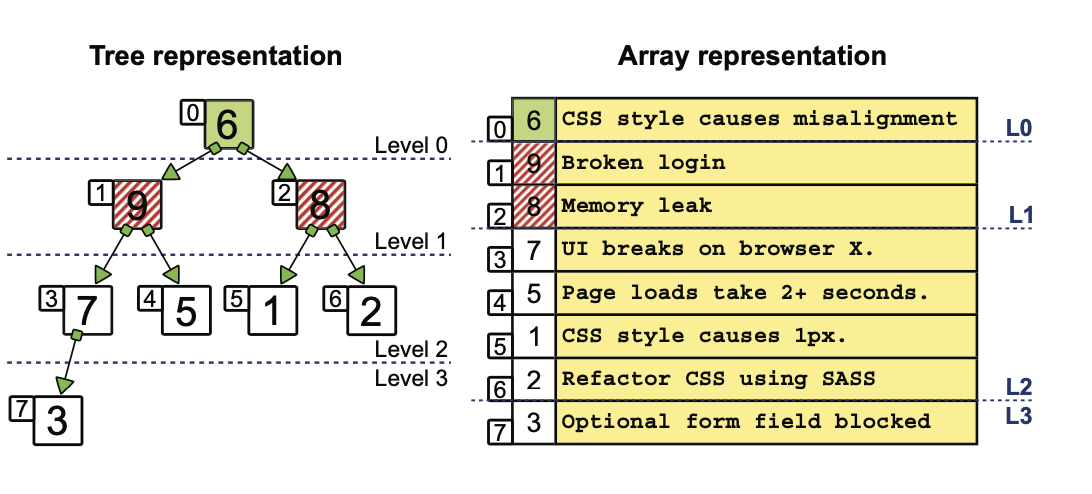 Tree representation
0 6
Level 0
1 9 2 8
Level 1
3 7 4 5 5 1 6 2
Level 2
Level 3
7 3
Array representation
0 6 CSS style causes misalignment L0
1 9 Broken login
2 8 Memory leak L1
3 7 UI breaks on browser X.
4 5 Page loads take 2+ seconds.
5 1 CSS style causes 1px.
6 2 Refactor CSS using SASS L2
7 3 Optional form field blocked L3